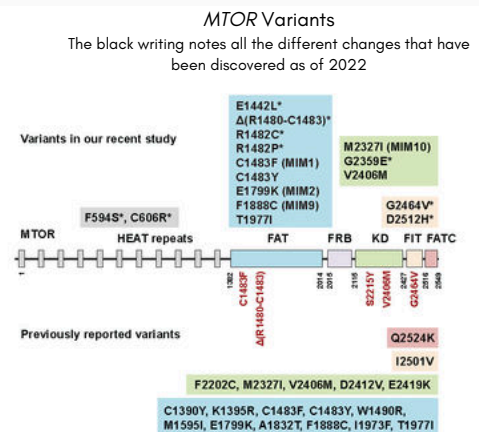 MTOR Variants
The black writing notes all the different changes that have
been discovered as of 2022
E1442L*
Δ(R1480-C1483)*
R1482C*
R1482P*
C1483F (MIM1)
C1483Y
E1799K (MIM2)
F1888C (MIM9)
T1977I
Variants in our recent study
M2327I (MIM10)
G2359E*
V2406M
G2464V*
D2512H*
F594S*, C606R*
MTOR
HEAT repeats
FAT
FRB
KD
FIT
FATC
1
1382
C1483F
Δ(R1480-C1483)
2014
2015
2115
S2215Y
V2406M
2427
G2464V
2516
2549
Previously reported variants
Q2524K
I2501V
F2202C, M2327I, V2406M, D2412V, E2419K
C1390Y, K1395R, C1483F, C1483Y, W1490R,
M1595I, E1799K, A1832T, F1888C, I1973F, T1977I